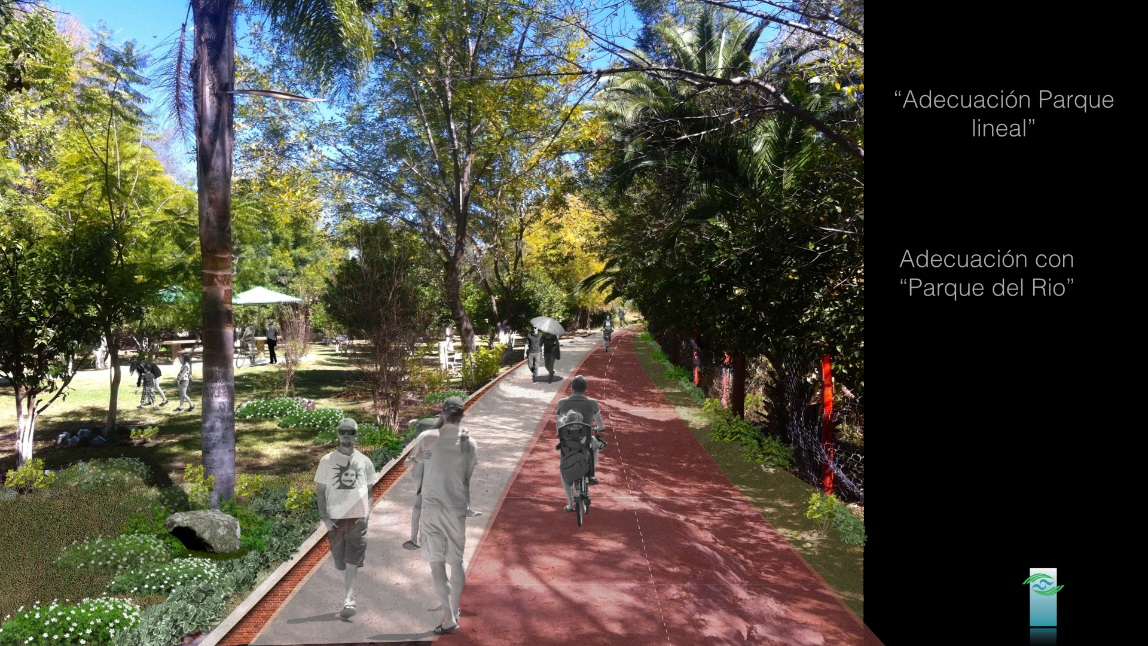 “Adecuación Parque
lineal”
Adecuación con
“Parque del Rio”